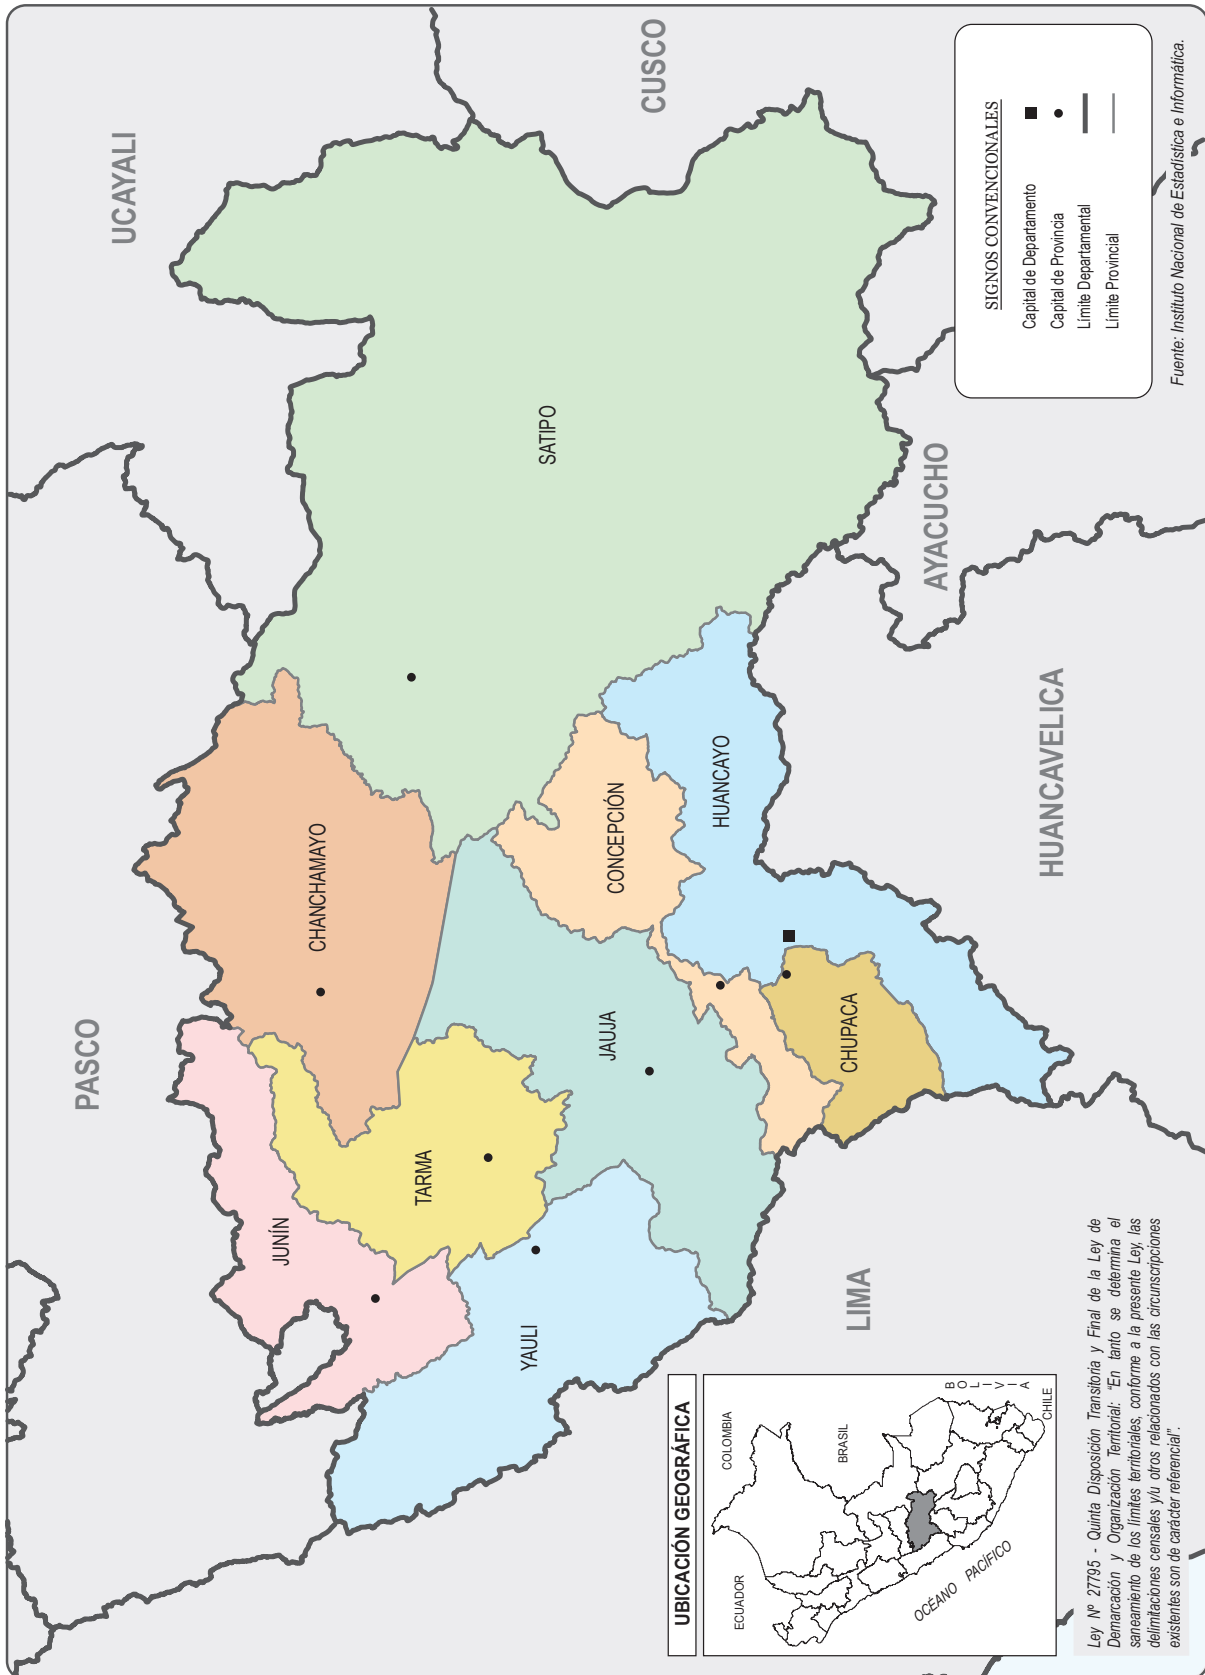 UCAYALI
CUSCO
PASCO
SATIPO
CHANCHAMAYO
JUNÍN
TARMA
CONCEPCIÓN
HUANCAYO
JAUJA
YAULI
CHUPACA
AYACUCHO
HUANCAVELICA
LIMA
SIGNOS CONVENCIONALES
Capital de Departamento
Capital de Provincia
Límite Departamental
Límite Provincial
Fuente: Instituto Nacional de Estadística e Informática.
UBICACIÓN GEOGRÁFICA
COLOMBIA
ECUADOR
BRASIL
BOLIVIA
CHILE
OCÉANO PACÍFICO
Ley Nº 27795 - Quinta Disposición Transitoria y Final de la Ley de
Demarcación y Organización Territorial: "En tanto se determina el
saneamiento de los límites territoriales, conforme a la presente Ley, las
delimitaciones censales y/u otros relacionados con las circunscripciones
existentes son de carácter referencial".